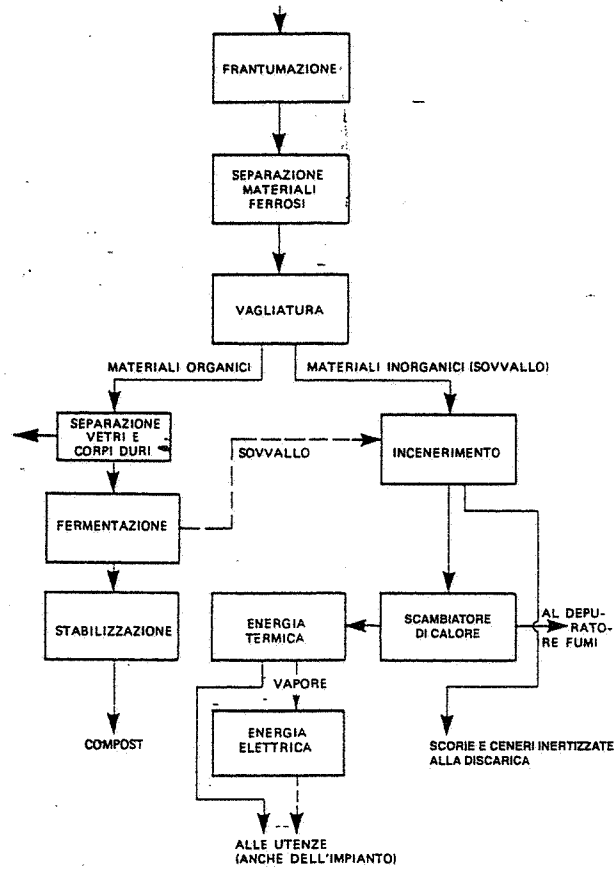 FRANTUMAZIONE
SEPARAZIONE
MATERIALI
FERROSI
VAGLIATURA
MATERIALI ORGANICI
MATERIALI INORGANICI (SOVVALLO)
SEPARAZIONE
VETRI E
CORPI DURI
SOVVALLO
INCENERIMENTO
FERMENTAZIONE
STABILIZZAZIONE
ENERGIA
TERMICA
SCAMBIATORE
DI CALORE
AL DEPU-
RATO-
RE FUMI
VAPORE
ENERGIA
ELETTRICA
COMPOST
SCORIE E CENERI INERTIZZATE
ALLA DISCARICA
ALLE UTENZE
(ANCHE DELL'IMPIANTO)